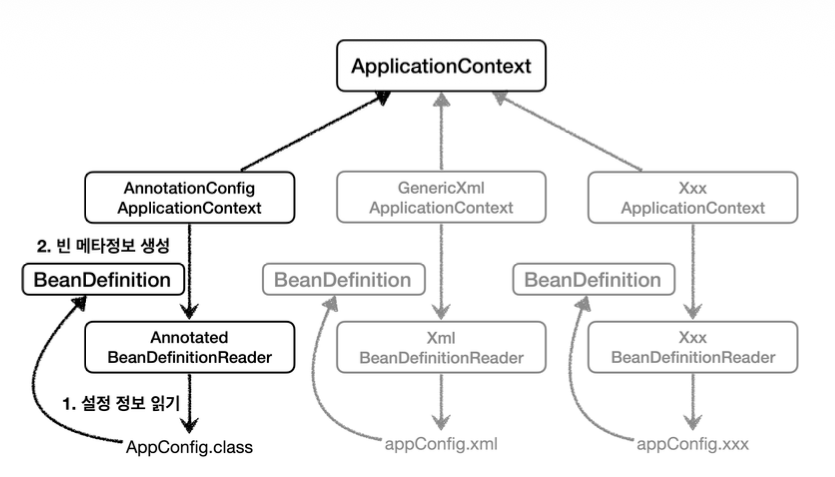 ApplicationContext
AnnotationConfig
ApplicationContext
GenericXml
ApplicationContext
Xxx
ApplicationContext
2. 빈 메타정보 생성
BeanDefinition
BeanDefinition
BeanDefinition
Annotated
BeanDefinitionReader
Xml
BeanDefinitionReader
Xxx
BeanDefinitionReader
1. 설정 정보 읽기
AppConfig.class
appConfig.xml
appConfig.xxx